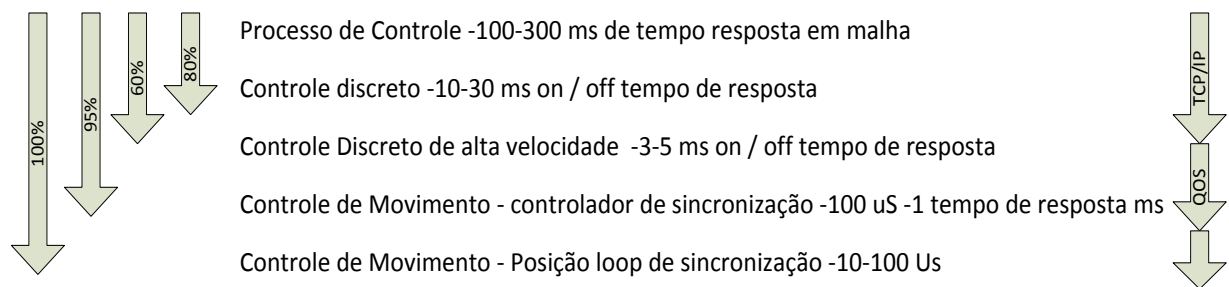 Processo de Controle -100-300 ms de tempo resposta em malha
Controle discreto -10-30 ms on / off tempo de resposta
Controle Discreto de alta velocidade -3-5 ms on / off tempo de resposta
Controle de Movimento - controlador de sincronização -100 uS -1 tempo de resposta ms
Controle de Movimento - Posição loop de sincronização -10-100 Us
100%
95%
60%
80%
TCP/IP
QOS